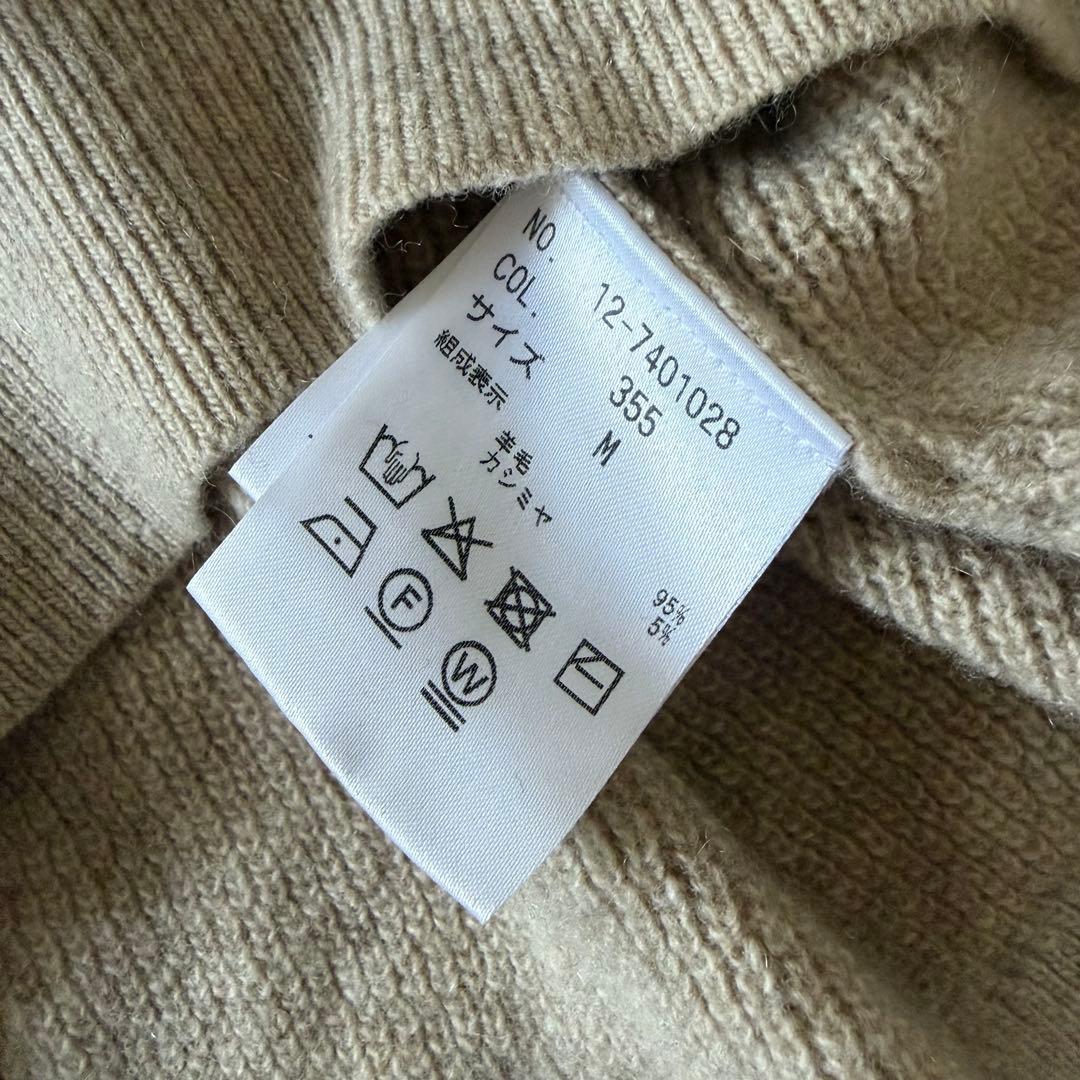 NO. 12-7401028
COL. 355
サイズ M
組成表示
羊毛 95%
カシミヤ 5%
F
W